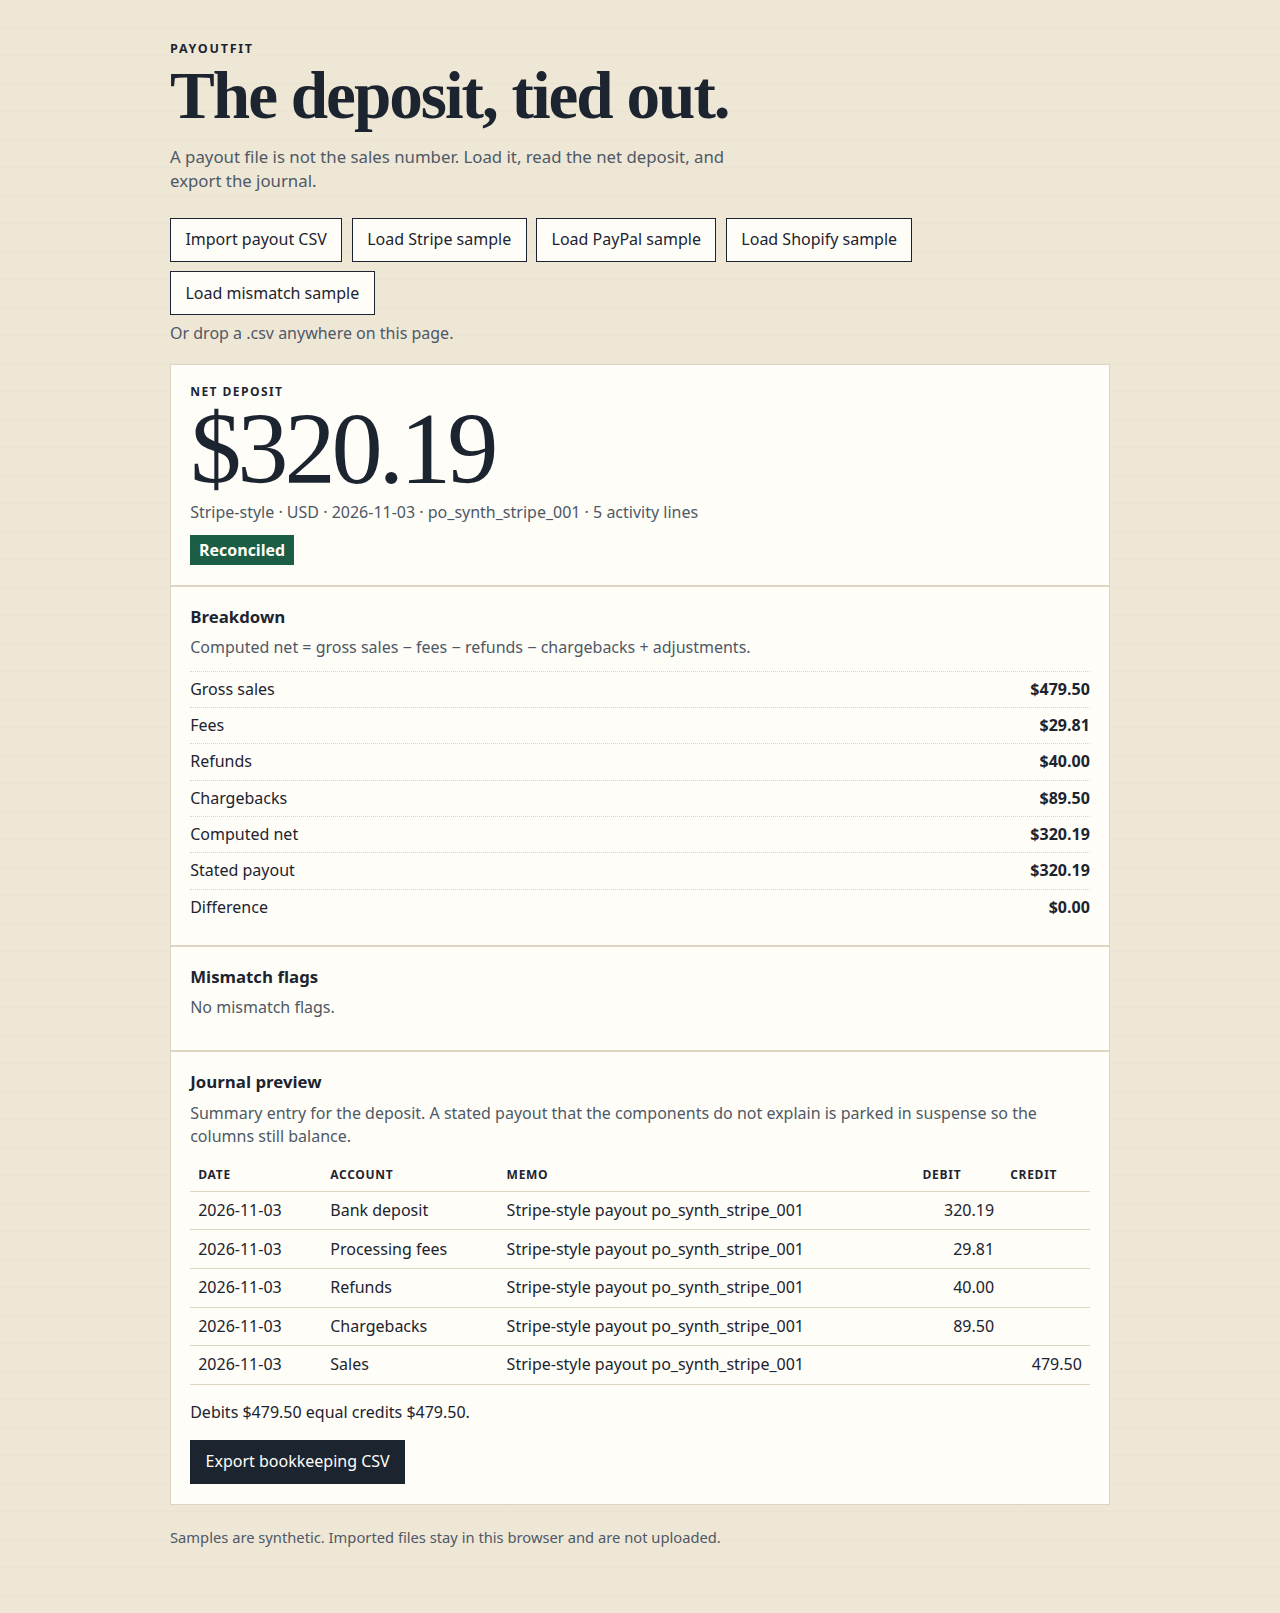 PAYOUTFIT
The deposit, tied out.
A payout file is not the sales number. Load it, read the net deposit, and
export the journal.
Import payout CSV Load Stripe sample Load PayPal sample Load Shopify sample
Load mismatch sample
Or drop a .csv anywhere on this page.
NET DEPOSIT
$320.19
Stripe-style · USD · 2026-11-03 · po_synth_stripe_001 · 5 activity lines
Reconciled
Breakdown
Computed net = gross sales − fees − refunds − chargebacks + adjustments.
Gross sales $479.50
Fees $29.81
Refunds $40.00
Chargebacks $89.50
Computed net $320.19
Stated payout $320.19
Difference $0.00
Mismatch flags
No mismatch flags.
Journal preview
Summary entry for the deposit. A stated payout that the components do not explain is parked in suspense so the
columns still balance.
DATE ACCOUNT MEMO DEBIT CREDIT
2026-11-03 Bank deposit Stripe-style payout po_synth_stripe_001 320.19
2026-11-03 Processing fees Stripe-style payout po_synth_stripe_001 29.81
2026-11-03 Refunds Stripe-style payout po_synth_stripe_001 40.00
2026-11-03 Chargebacks Stripe-style payout po_synth_stripe_001 89.50
2026-11-03 Sales Stripe-style payout po_synth_stripe_001 479.50
Debits $479.50 equal credits $479.50.
Export bookkeeping CSV
Samples are synthetic. Imported files stay in this browser and are not uploaded.